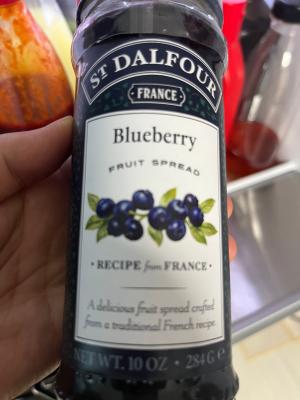 ST DALFOUR
FRANCE
Blueberry
FRUIT SPREAD
• RECIPE from FRANCE •
A delicious fruit spread crafted
from a traditional French recipe.
NET WT. 10 OZ • 284 G e